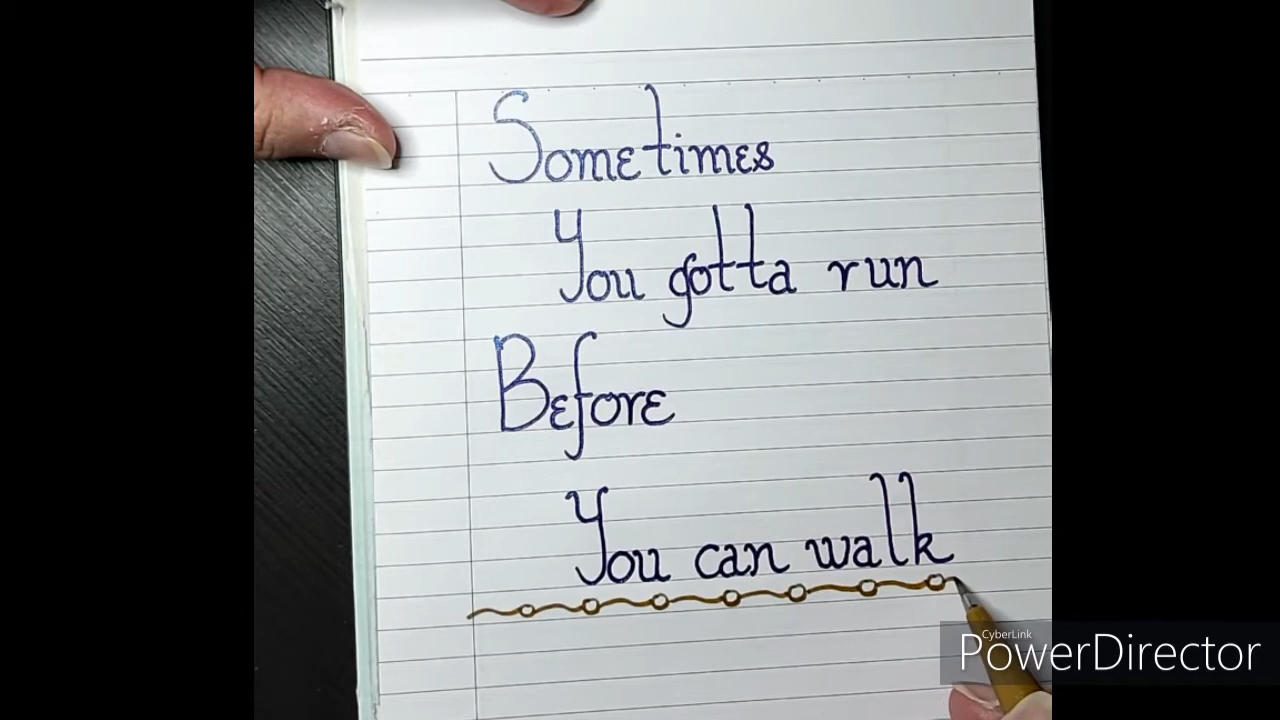 Sometimes
You gotta run
Before
You can walk
CyberLink
PowerDirector